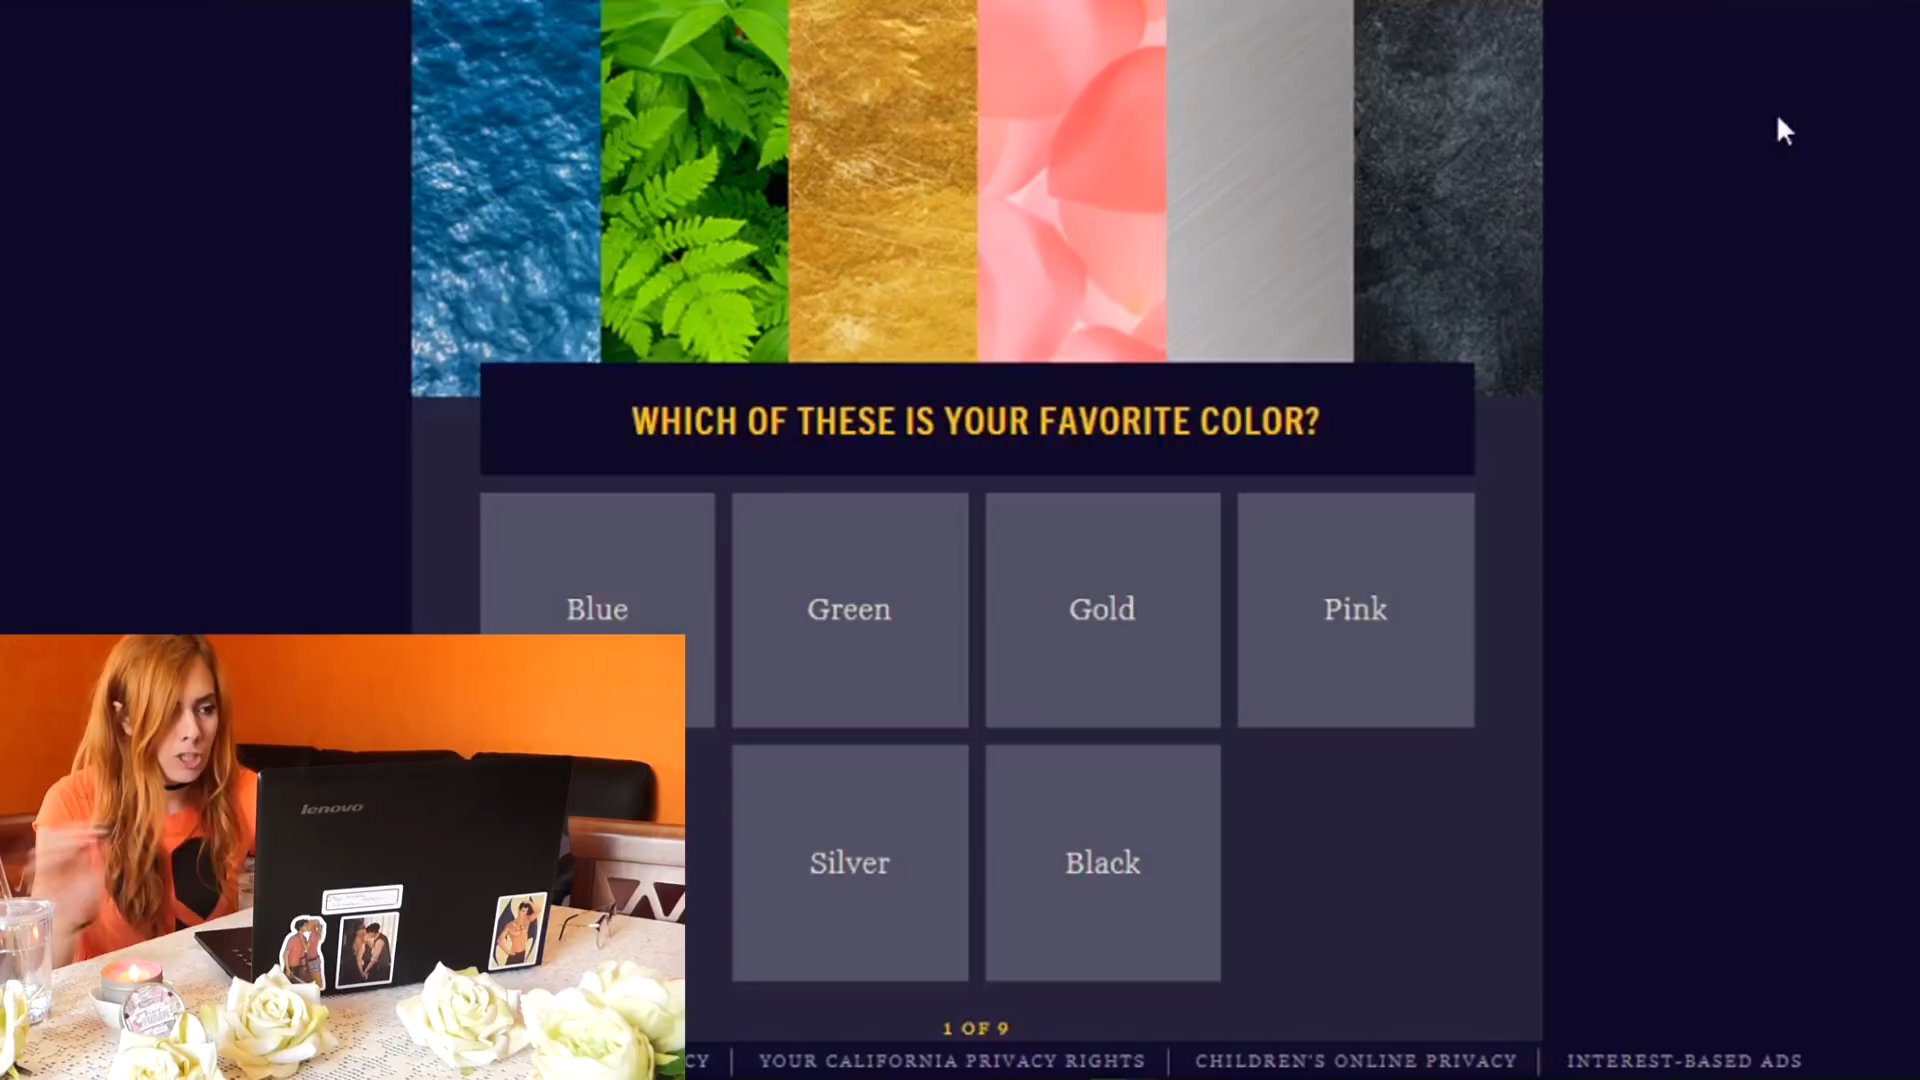 WHICH OF THESE IS YOUR FAVORITE COLOR?
Blue
Green
Gold
Pink
Silver
Black
lenovo
1 OF 9
CY | YOUR CALIFORNIA PRIVACY RIGHTS | CHILDREN'S ONLINE PRIVACY | INTEREST-BASED ADS